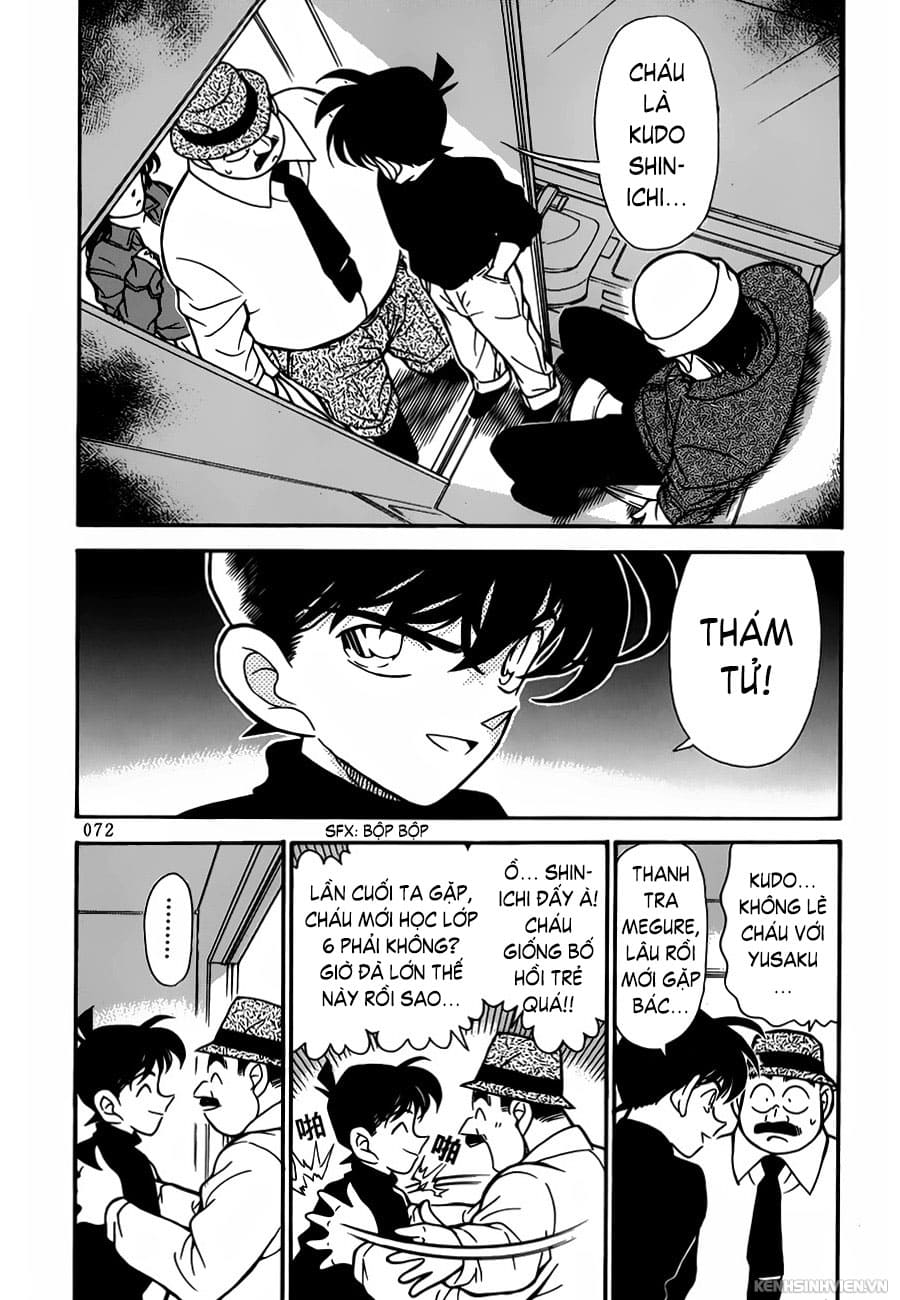 CHÁU
LÀ
KUDO
SHIN-
ICHI...
THÁM
TỬ!
072
SFX: BỘP BỘP
KUDO...
KHÔNG LẼ
CHÁU VỚI
YUSAKU
...
THANH
TRA
MEGURE,
LÂU RỒI
MỚI GẶP
BÁC...
Ồ... SHIN-
ICHI ĐẤY À!
CHÁU
GIỐNG BỐ
HỒI TRẺ
QUÁ!!
LẦN CUỐI TA GẶP,
CHÁU MỚI HỌC LỚP
6 PHẢI KHÔNG?
GIỜ ĐÃ LỚN THẾ
NÀY RỒI SAO...
啪
啪
........
KENHSINHVIEN.VN